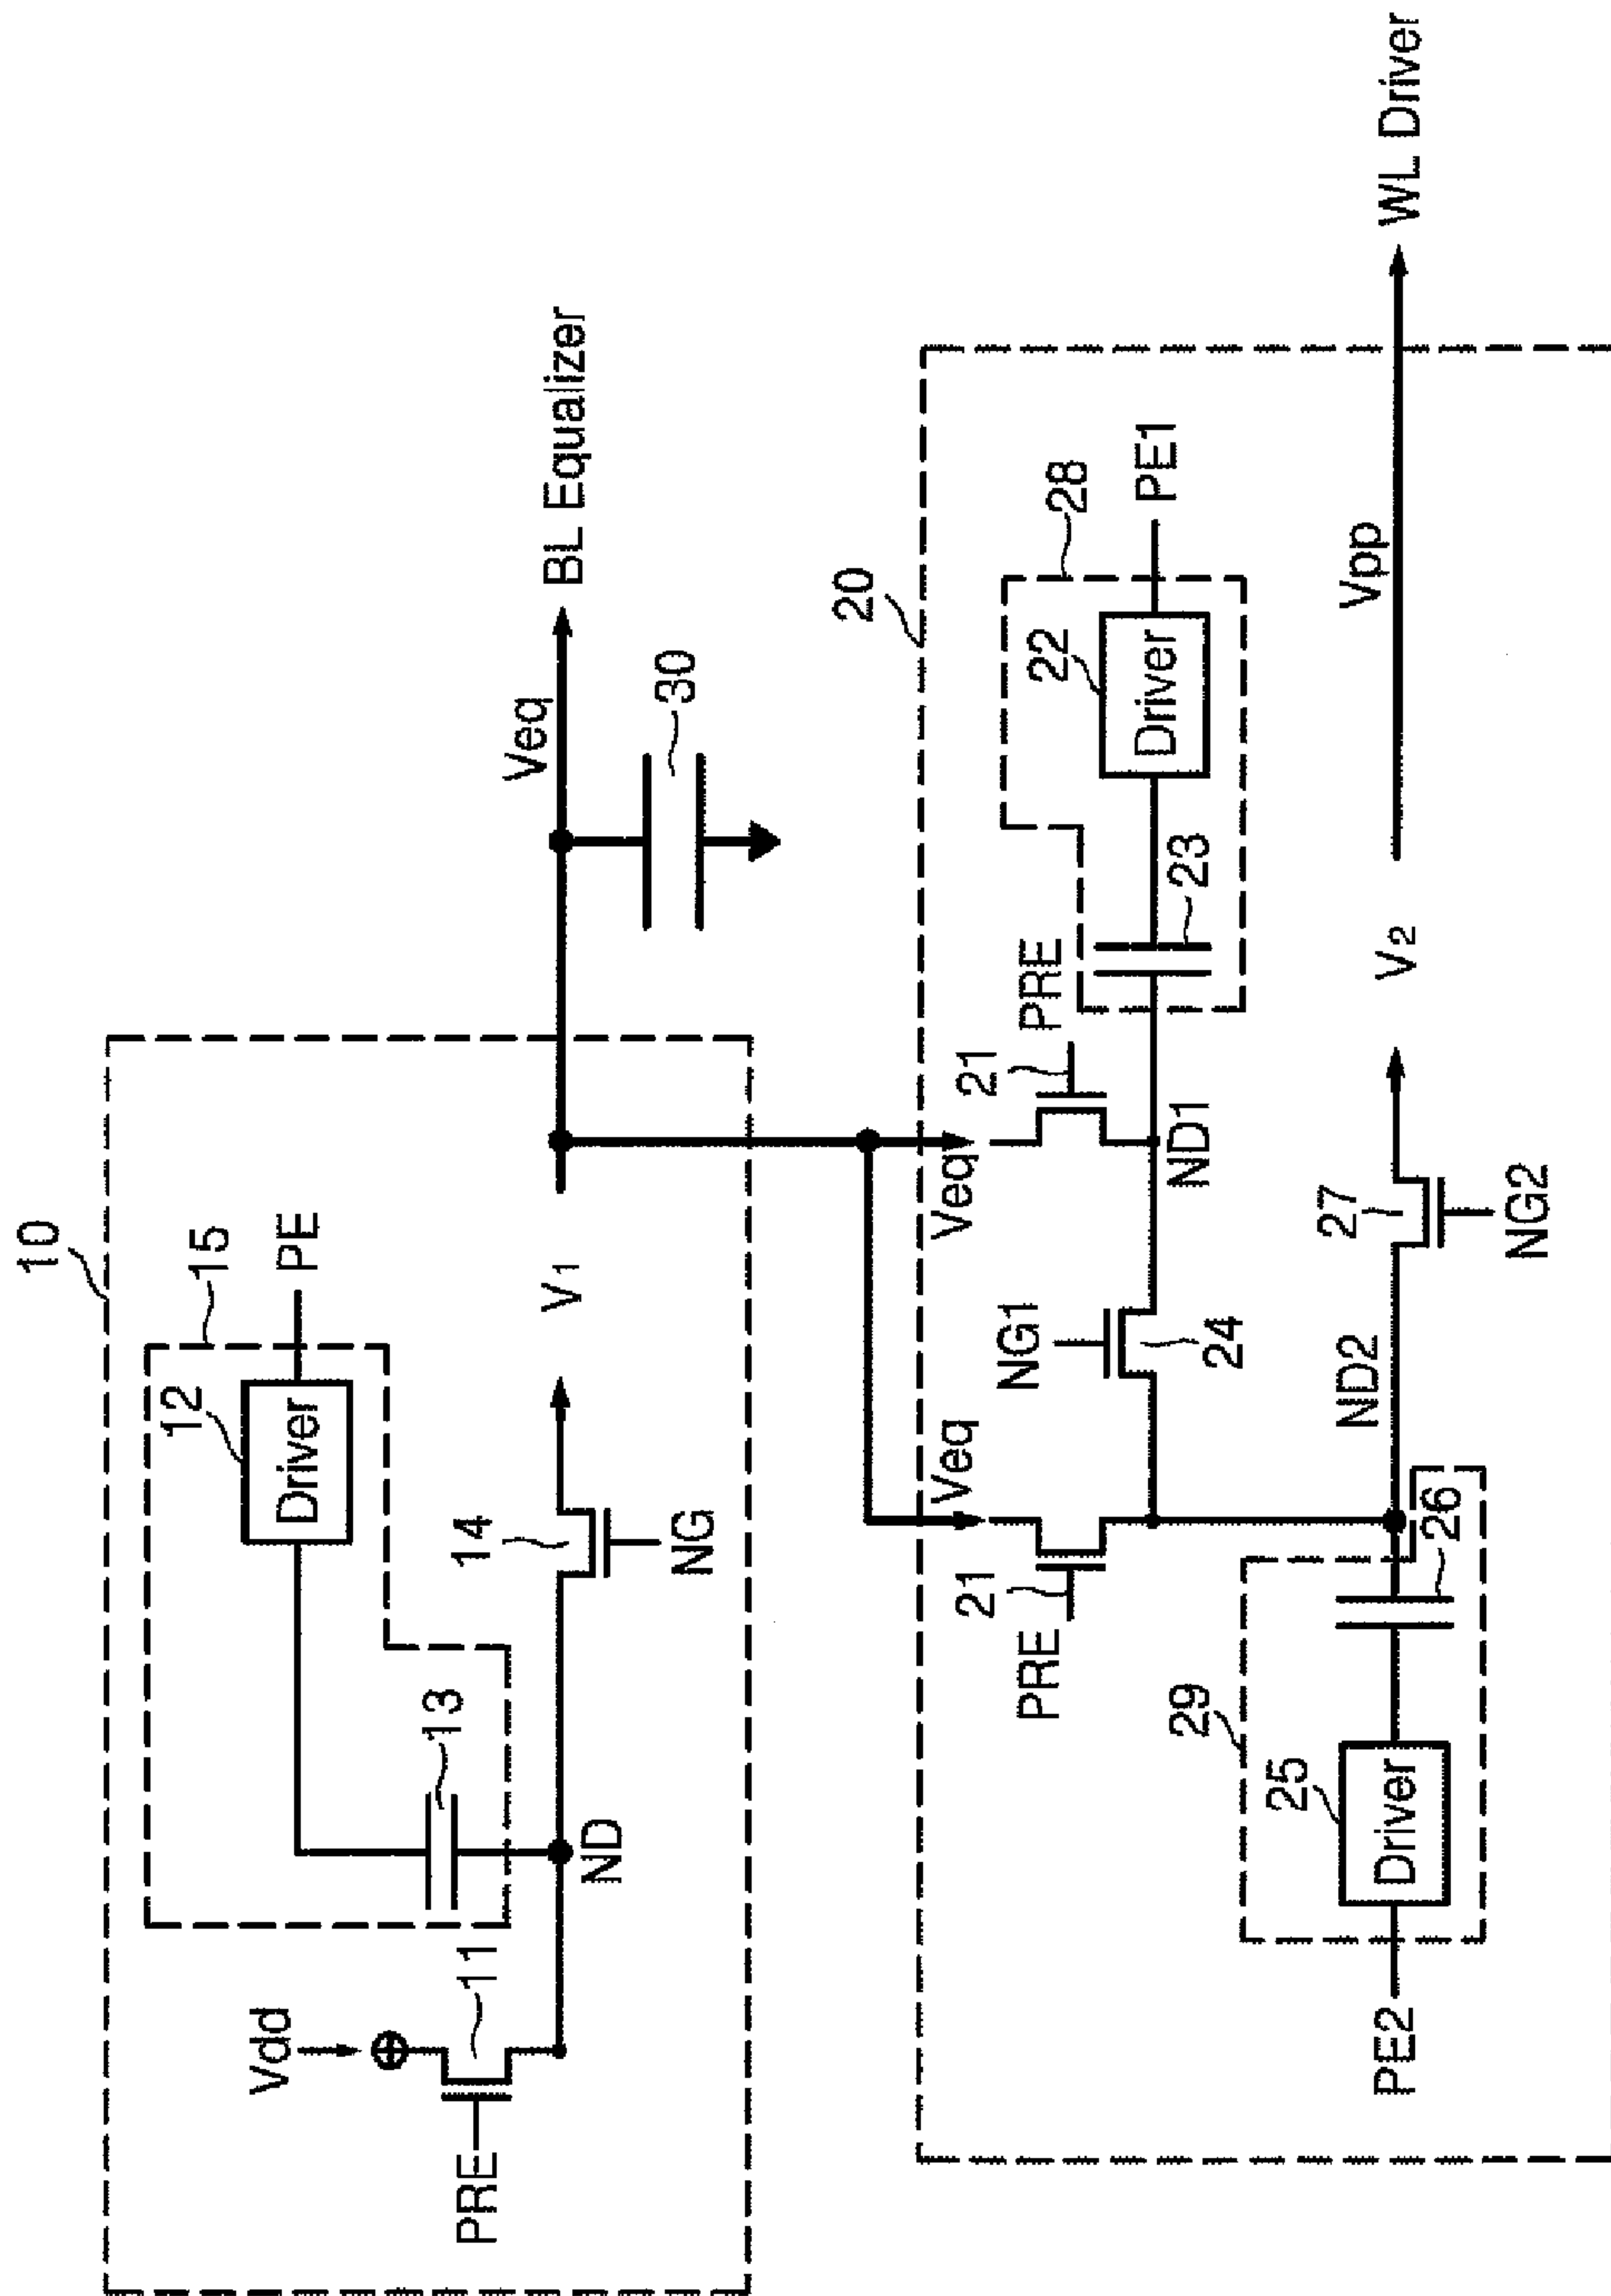 10
15
PE
12
Driver
Vdd
11
13
14
V1
PRE
ND
NG
Veq
BL Equalizer
30
20
Veq
Veq
21
PRE
28
22
PE1
Driver
21
PRE
NG1
24
ND1
23
29
25
26
ND2
27
V2
Vpp
WL Driver
PE2
Driver
NG2